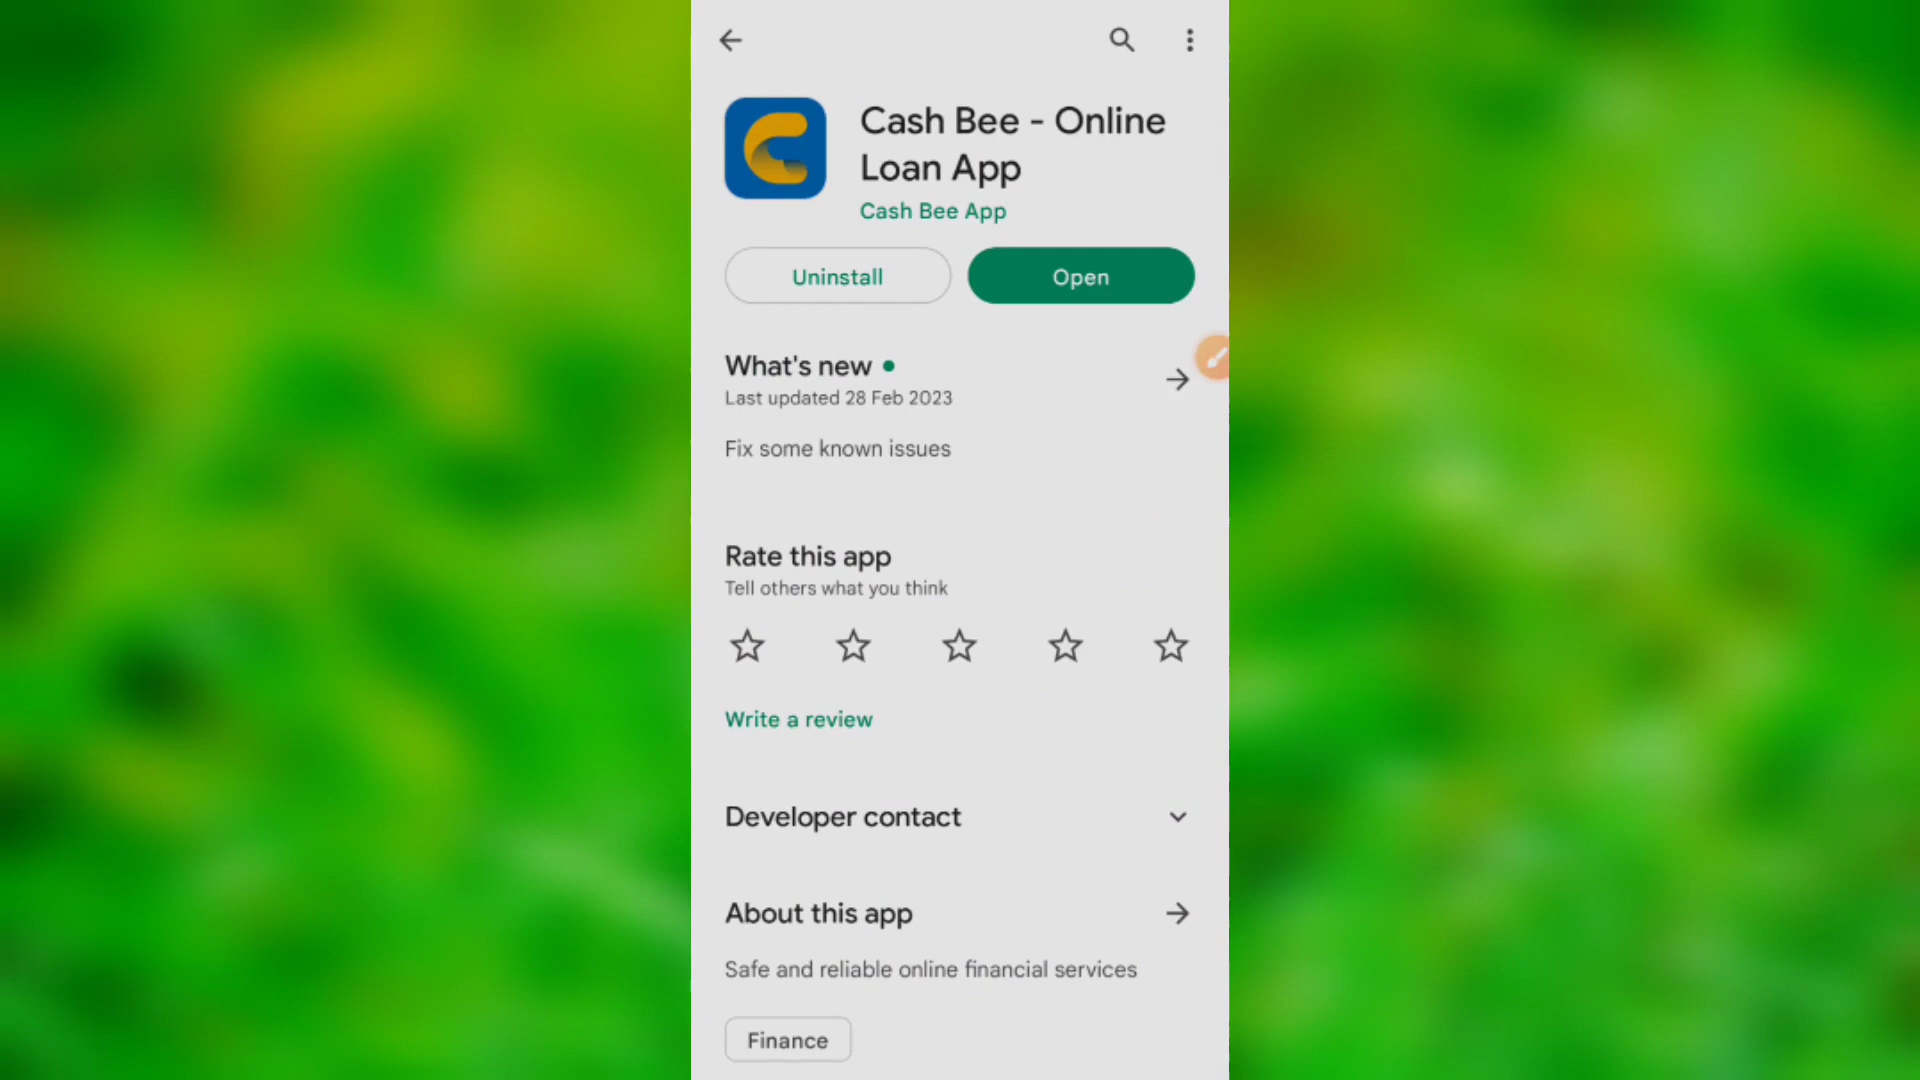 Cash Bee - Online
Loan App
Cash Bee App
Uninstall
Open
What's new
Last updated 28 Feb 2023
Fix some known issues
Rate this app
Tell others what you think
Write a review
Developer contact
About this app
Safe and reliable online financial services
Finance